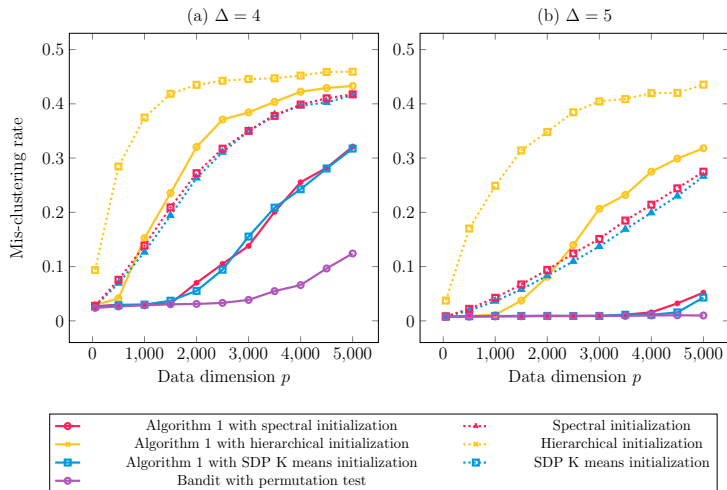 (a) Δ = 4
(b) Δ = 5
Mis-clustering rate
0.5
0.4
0.3
0.2
0.1
0
0 1,000 2,000 3,000 4,000 5,000
Data dimension p
0.5
0.4
0.3
0.2
0.1
0
0 1,000 2,000 3,000 4,000 5,000
Data dimension p
Algorithm 1 with spectral initialization
Spectral initialization
Algorithm 1 with hierarchical initialization
Hierarchical initialization
Algorithm 1 with SDP K means initialization
SDP K means initialization
Bandit with permutation test